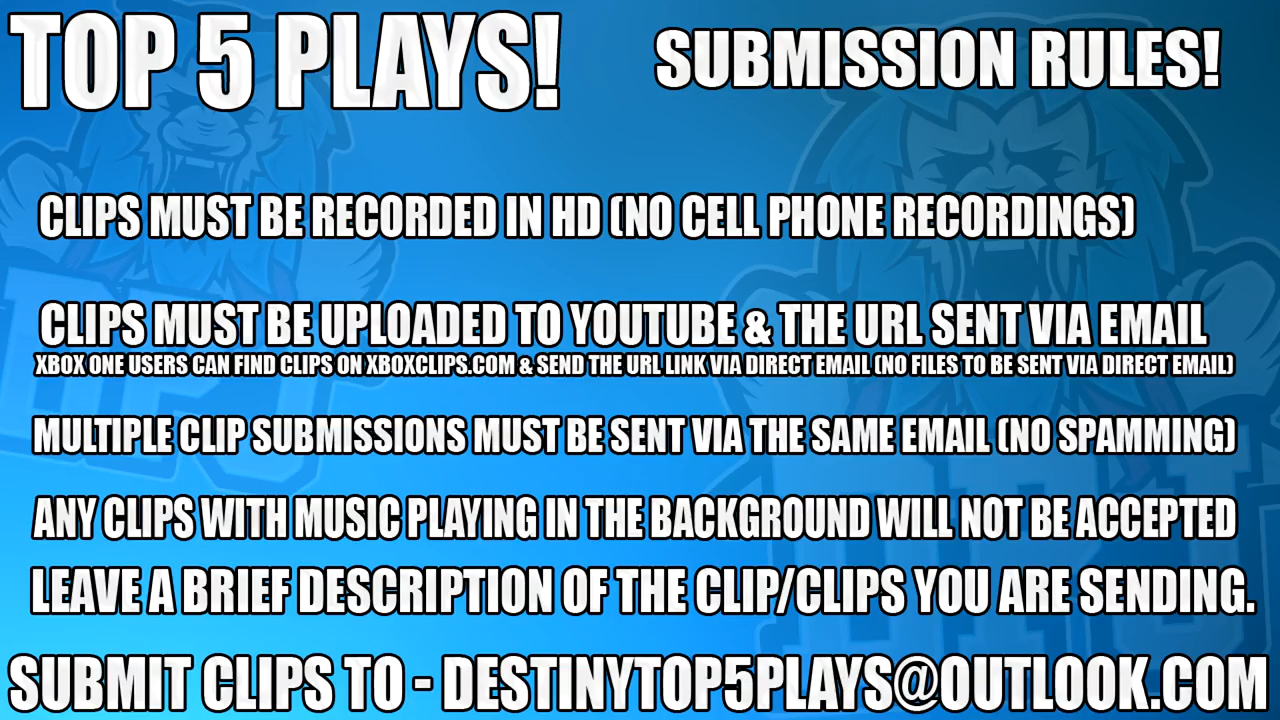 TOP 5 PLAYS!
SUBMISSION RULES!
CLIPS MUST BE RECORDED IN HD (NO CELL PHONE RECORDINGS)
CLIPS MUST BE UPLOADED TO YOUTUBE & THE URL SENT VIA EMAIL
XBOX ONE USERS CAN FIND CLIPS ON XBOXCLIPS.COM & SEND THE URL LINK VIA DIRECT EMAIL (NO FILES TO BE SENT VIA DIRECT EMAIL)
MULTIPLE CLIP SUBMISSIONS MUST BE SENT VIA THE SAME EMAIL (NO SPAMMING)
ANY CLIPS WITH MUSIC PLAYING IN THE BACKGROUND WILL NOT BE ACCEPTED
LEAVE A BRIEF DESCRIPTION OF THE CLIP/CLIPS YOU ARE SENDING.
SUBMIT CLIPS TO - DESTINYTOP5PLAYS@OUTLOOK.COM